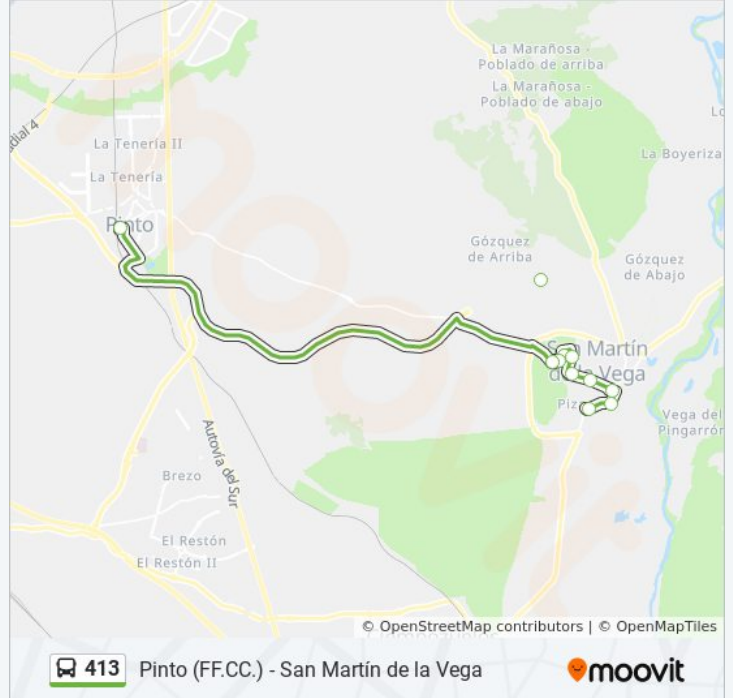 La Marañosa -
Poblado de arriba
La Marañosa -
Poblado de abajo
dial 4
La Tenería II
La Boyeriza
La Tenería
Pinto
Gózquez
de Arriba
Gózquez
de Abajo
San Martín
de la Vega
Piz
Vega del
Pingarrón
Autovía del Sur
Brezo
El Restón
El Restón II
© OpenStreetMap contributors | © OpenMapTiles
413 Pinto (FF.CC.) - San Martín de la Vega
moovit